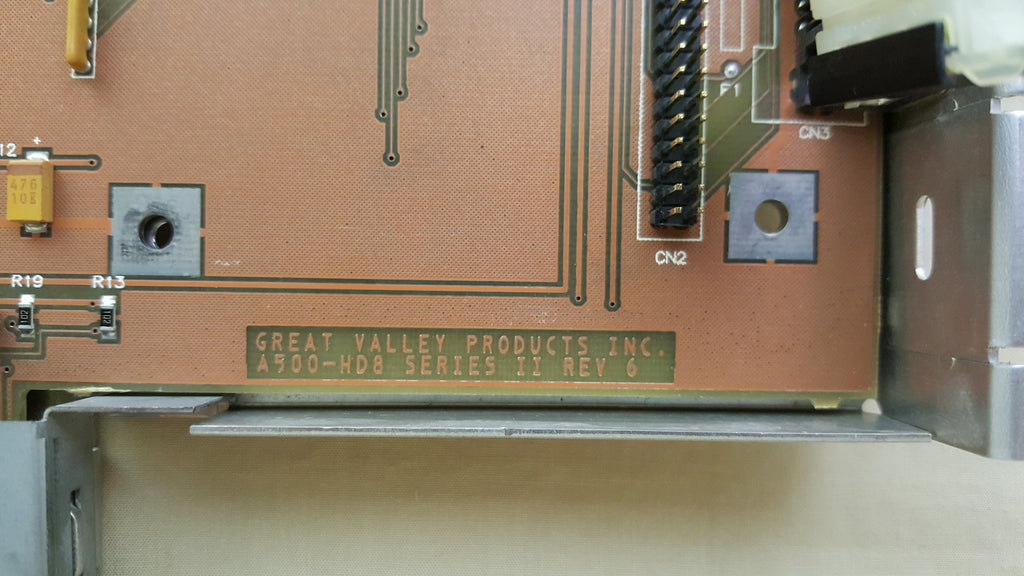 F1
CN3
12
+
476
10K
CN2
R19
R13
102
GREAT VALLEY PRODUCTS INC.
A500-HD8 SERIES II REV 6